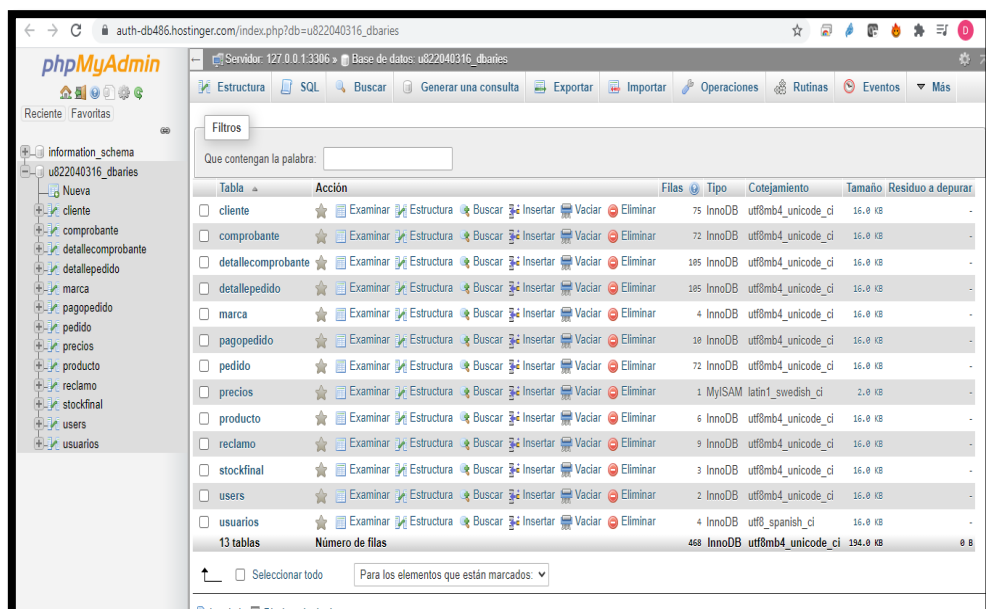 auth-db486.hostinger.com/index.php?db=u822040316_dbaries
D
phpMyAdmin
Reciente Favoritas
information_schema
u822040316_dbaries
Nueva
cliente
comprobante
detallecomprobante
detallepedido
marca
pagopedido
pedido
precios
producto
reclamo
stockfinal
users
usuarios
Servidor: 127.0.0.1:3306 » Base de datos: u822040316_dbaries
Estructura SQL Buscar Generar una consulta Exportar Importar Operaciones Rutinas Eventos Más
Filtros
Que contengan la palabra:
Tabla Acción Filas Tipo Cotejamiento Tamaño Residuo a depurar
cliente Examinar Estructura Buscar Insertar Vaciar Eliminar 75 InnoDB utf8mb4_unicode_ci 16.0 KB -
comprobante Examinar Estructura Buscar Insertar Vaciar Eliminar 72 InnoDB utf8mb4_unicode_ci 16.0 KB -
detallecomprobante Examinar Estructura Buscar Insertar Vaciar Eliminar 105 InnoDB utf8mb4_unicode_ci 16.0 KB -
detallepedido Examinar Estructura Buscar Insertar Vaciar Eliminar 105 InnoDB utf8mb4_unicode_ci 16.0 KB -
marca Examinar Estructura Buscar Insertar Vaciar Eliminar 4 InnoDB utf8mb4_unicode_ci 16.0 KB -
pagopedido Examinar Estructura Buscar Insertar Vaciar Eliminar 10 InnoDB utf8mb4_unicode_ci 16.0 KB -
pedido Examinar Estructura Buscar Insertar Vaciar Eliminar 72 InnoDB utf8mb4_unicode_ci 16.0 KB -
precios Examinar Estructura Buscar Insertar Vaciar Eliminar 1 MyISAM latin1_swedish_ci 2.0 KB -
producto Examinar Estructura Buscar Insertar Vaciar Eliminar 6 InnoDB utf8mb4_unicode_ci 16.0 KB -
reclamo Examinar Estructura Buscar Insertar Vaciar Eliminar 9 InnoDB utf8mb4_unicode_ci 16.0 KB -
stockfinal Examinar Estructura Buscar Insertar Vaciar Eliminar 3 InnoDB utf8mb4_unicode_ci 16.0 KB -
users Examinar Estructura Buscar Insertar Vaciar Eliminar 2 InnoDB utf8mb4_unicode_ci 16.0 KB -
usuarios Examinar Estructura Buscar Insertar Vaciar Eliminar 4 InnoDB utf8_spanish_ci 16.0 KB -
13 tablas Número de filas 468 InnoDB utf8mb4_unicode_ci 194.0 KB 0 B
Seleccionar todo Para los elementos que están marcados: